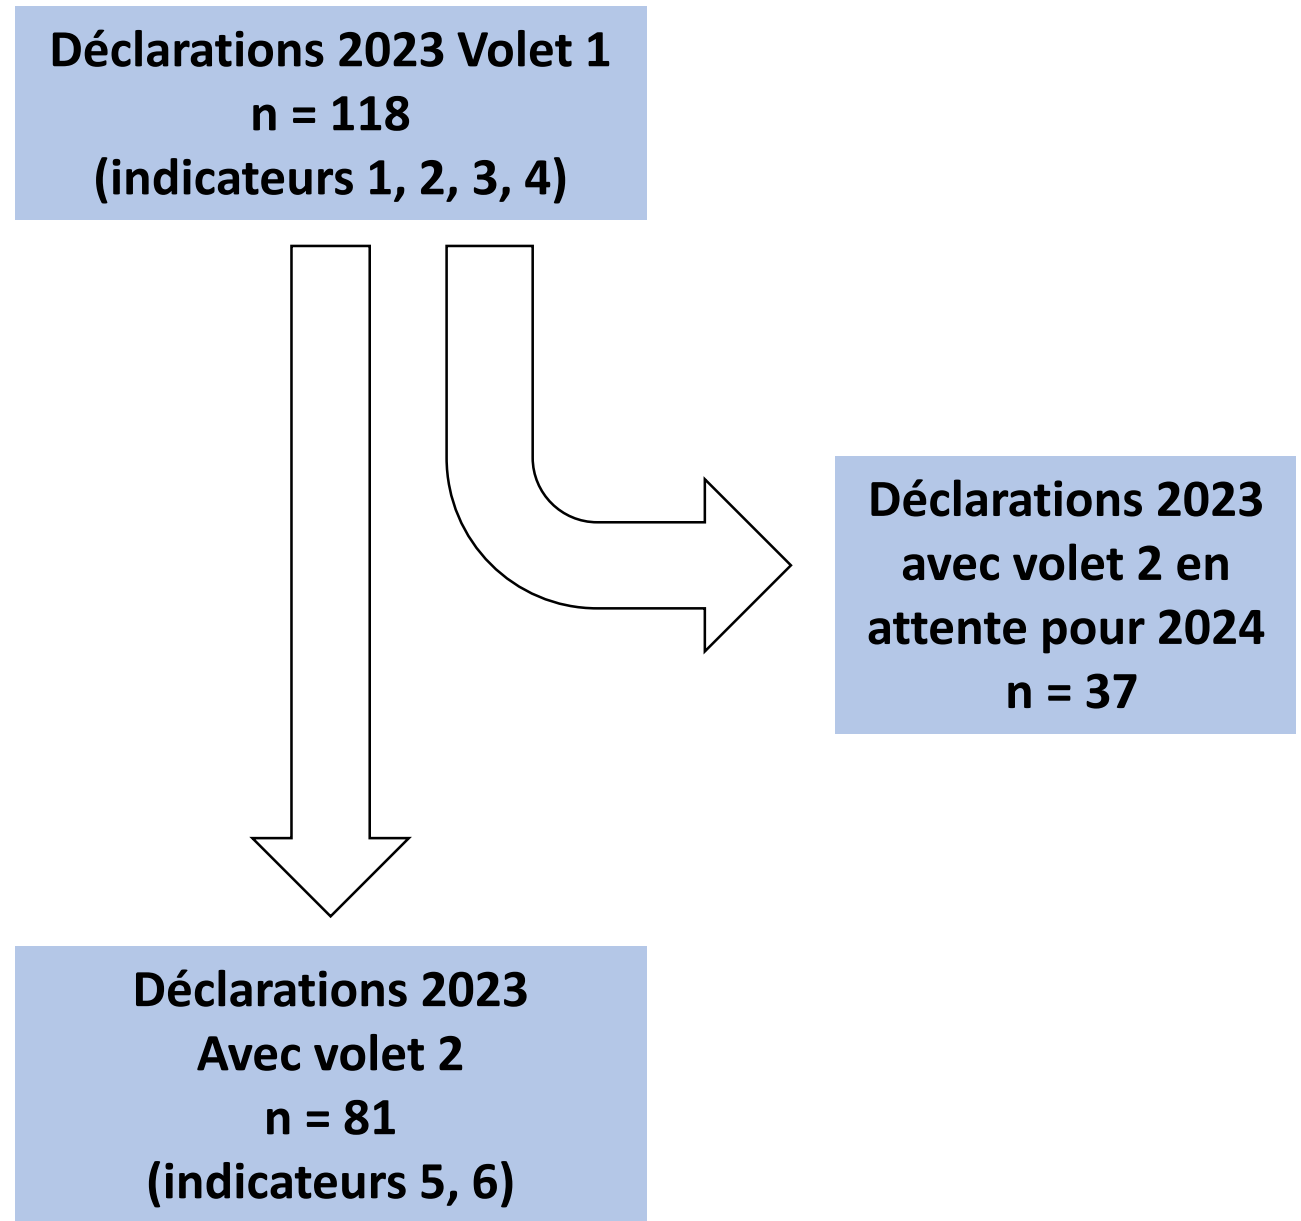 Déclarations 2023 Volet 1
n = 118
(indicateurs 1, 2, 3, 4)
Déclarations 2023
avec volet 2 en
attente pour 2024
n = 37
Déclarations 2023
Avec volet 2
n = 81
(indicateurs 5, 6)